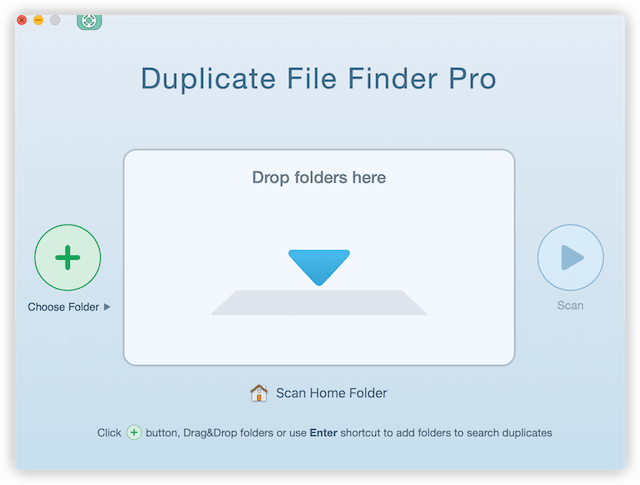 Duplicate File Finder Pro
Drop folders here
Choose Folder
Scan
Scan Home Folder
Click + button, Drag&Drop folders or use Enter shortcut to add folders to search duplicates